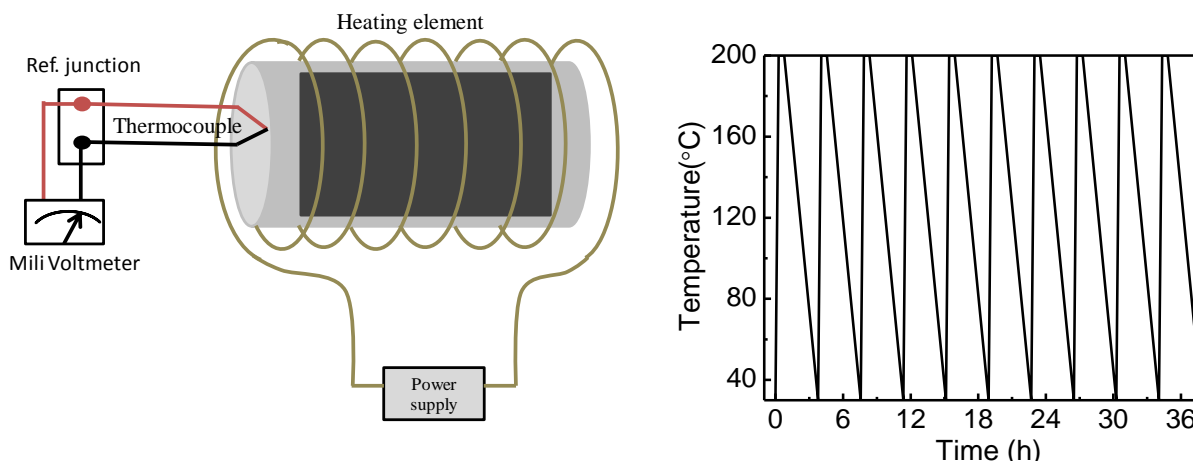 Heating element
Ref. junction
Thermocouple
Mili Voltmeter
Power
supply
200
160
120
80
40
0 6 12 18 24 30 36
Temperature(°C)
Time (h)